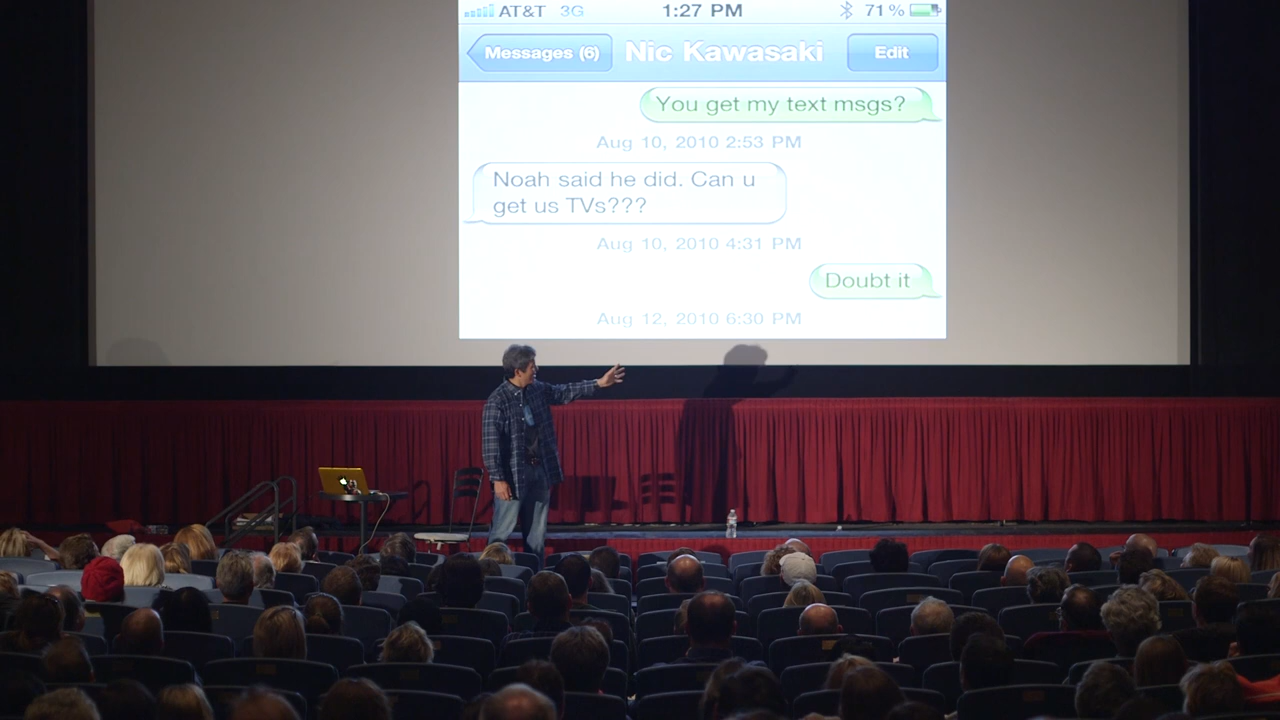 AT&T 3G 1:27 PM 71%
Messages (6) Nic Kawasaki Edit
You get my text msgs?
Aug 10, 2010 2:53 PM
Noah said he did. Can u
get us TVs???
Aug 10, 2010 4:31 PM
Doubt it
Aug 12, 2010 6:30 PM